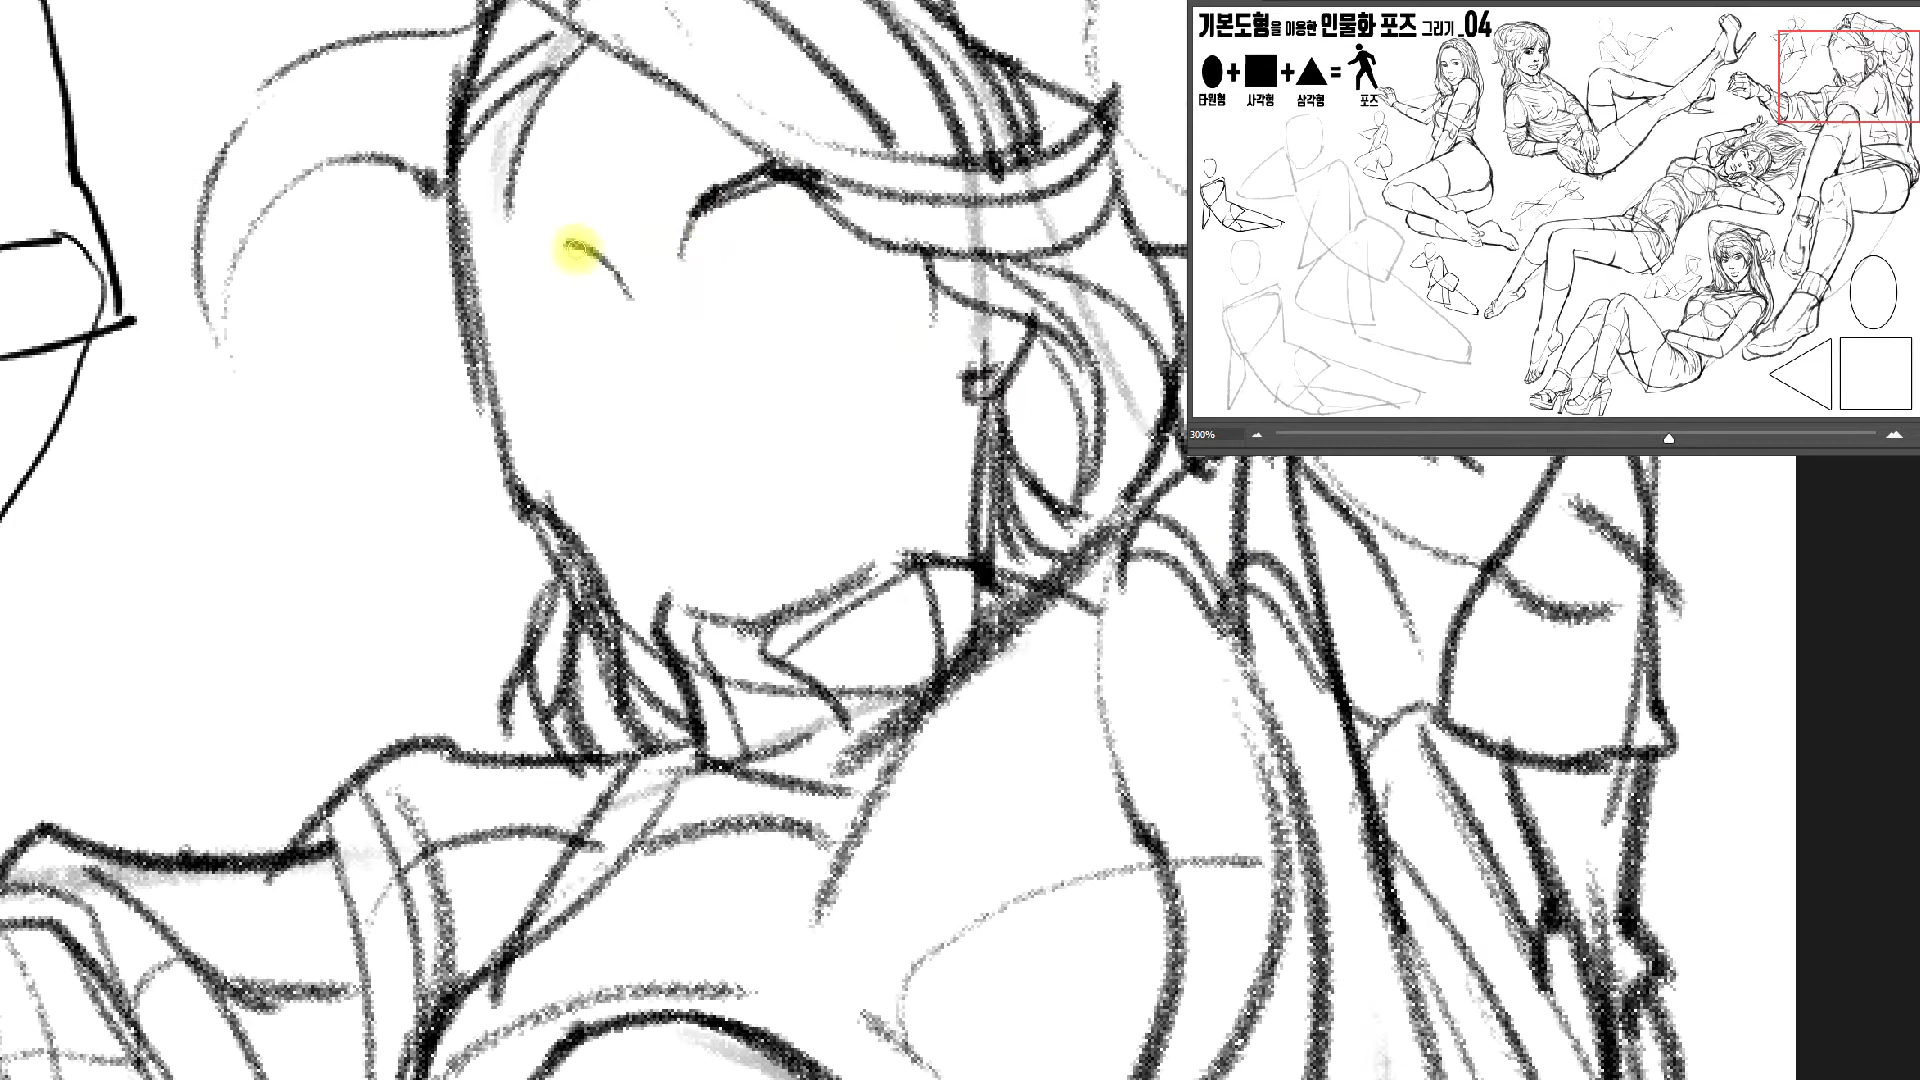 기본도형을 이용한 인물화 포즈 그리기_04
+ + =
타원형 사각형 삼각형 포즈
300%